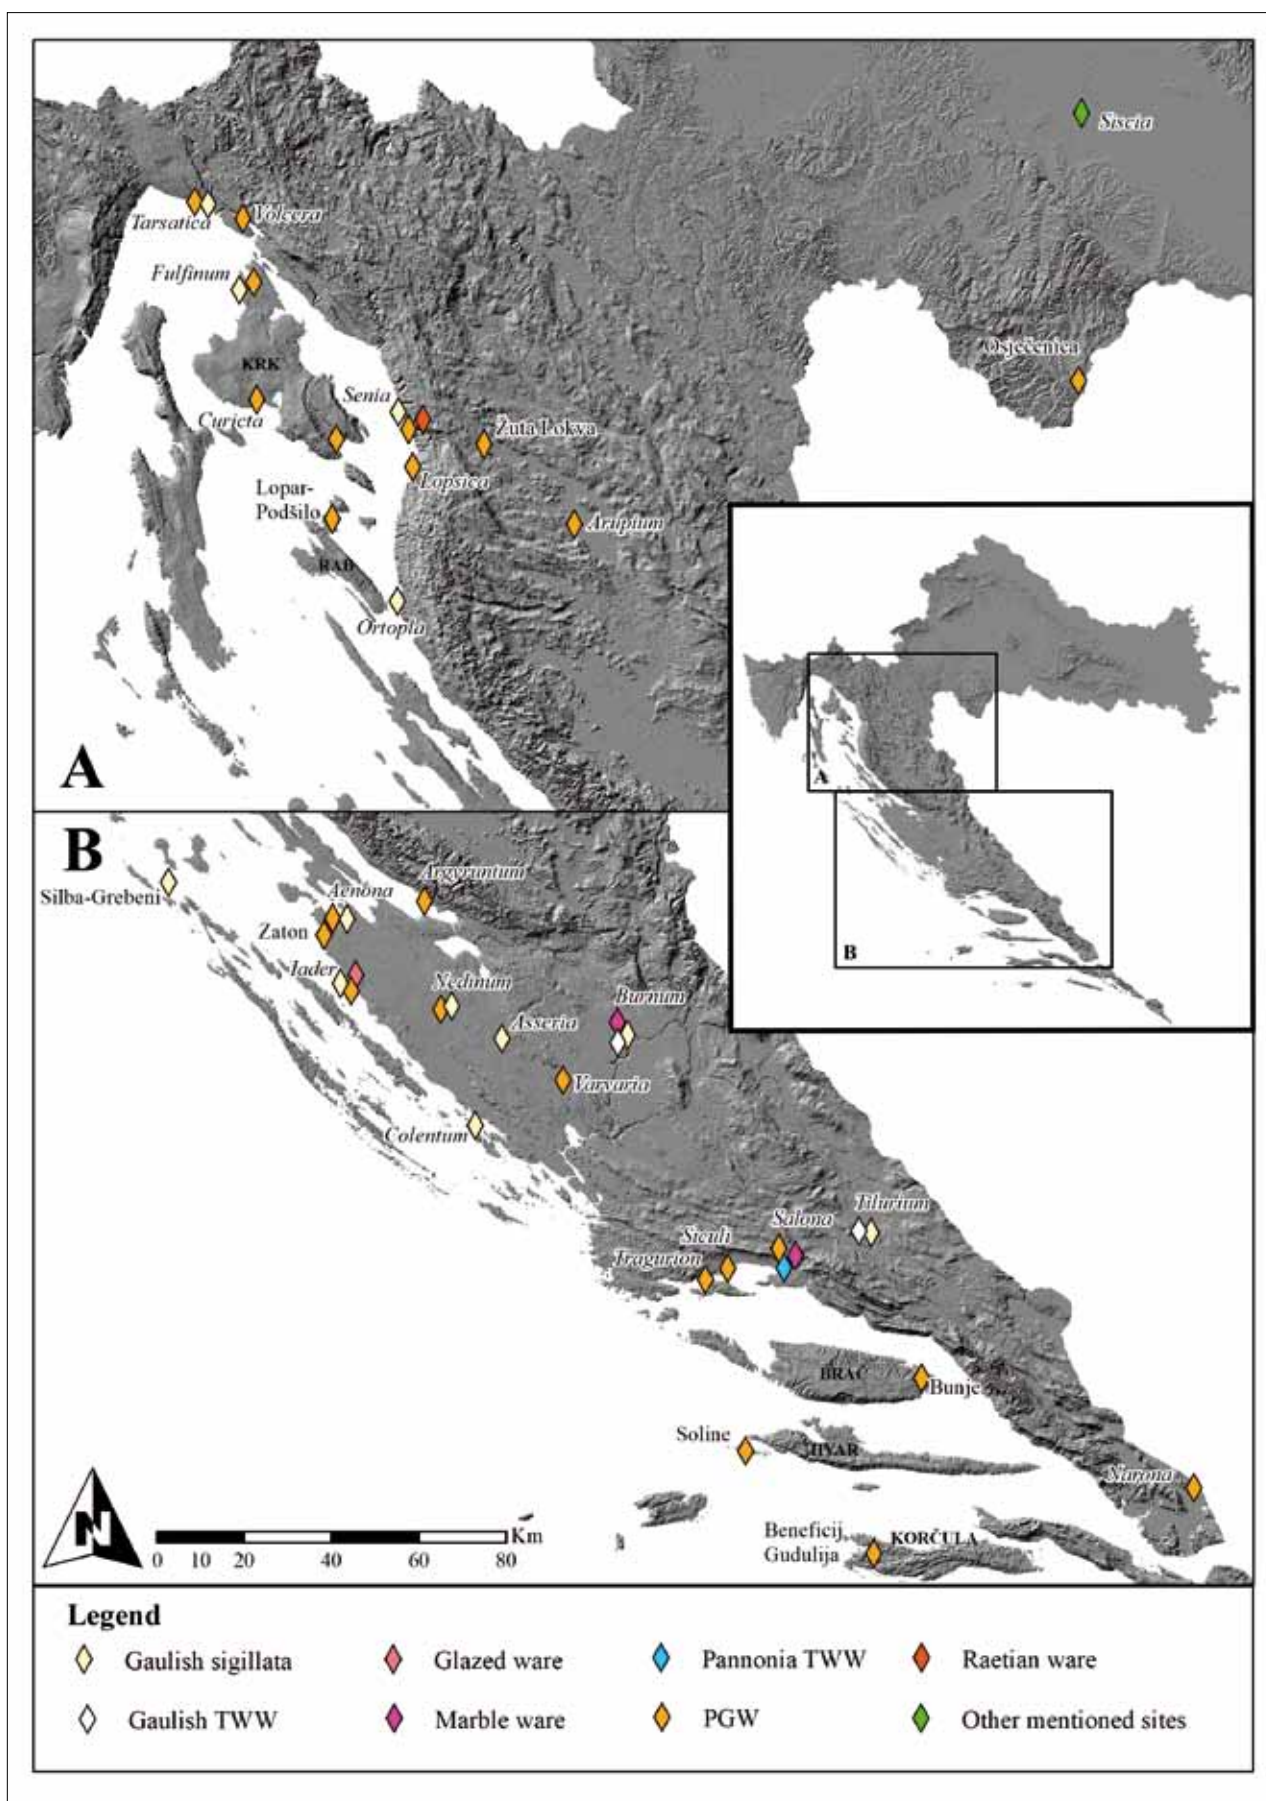 Siscia
Tarsatica
Volcera
Fulfinum
KRK
Curicta
Senia
Žuta Lokva
Lopsica
Osječenica
Lopar-
Podšilo
Arupium
RAB
Ortopla
A
A
B
B
Silba-Grebeni
Aenona
Argyruntum
Zaton
Iader
Nedinum
Burnum
Asseria
Varvaria
Colentum
Tilurium
Salona
Siculi
Tragurion
BRAČ
Bunje
Soline
HVAR
Narona
Beneficij,
Gudulija
KORČULA
N
Km
0 10 20 40 60 80
Legend
Gaulish sigillata
Glazed ware
Pannonia TWW
Raetian ware
Gaulish TWW
Marble ware
PGW
Other mentioned sites